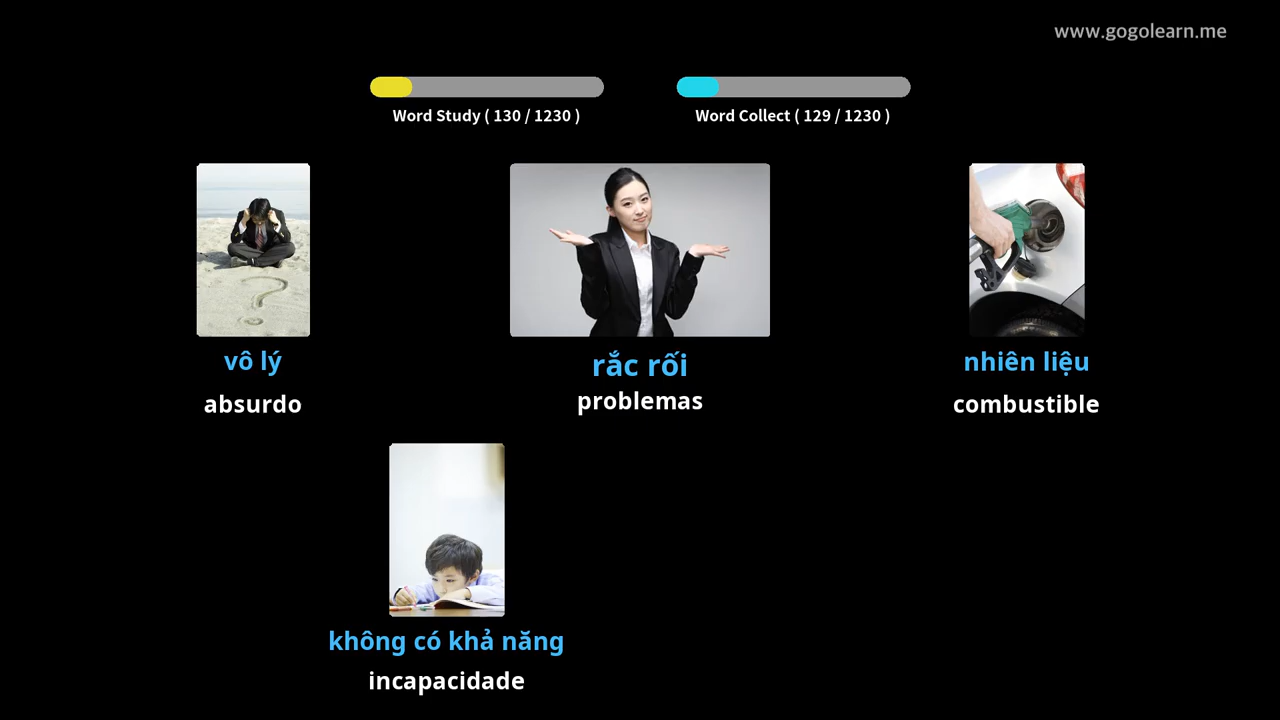 www.gogolearn.me
Word Study ( 130 / 1230 )
Word Collect ( 129 / 1230 )
vô lý
absurdo
rắc rối
problemas
nhiên liệu
combustible
không có khả năng
incapacidade